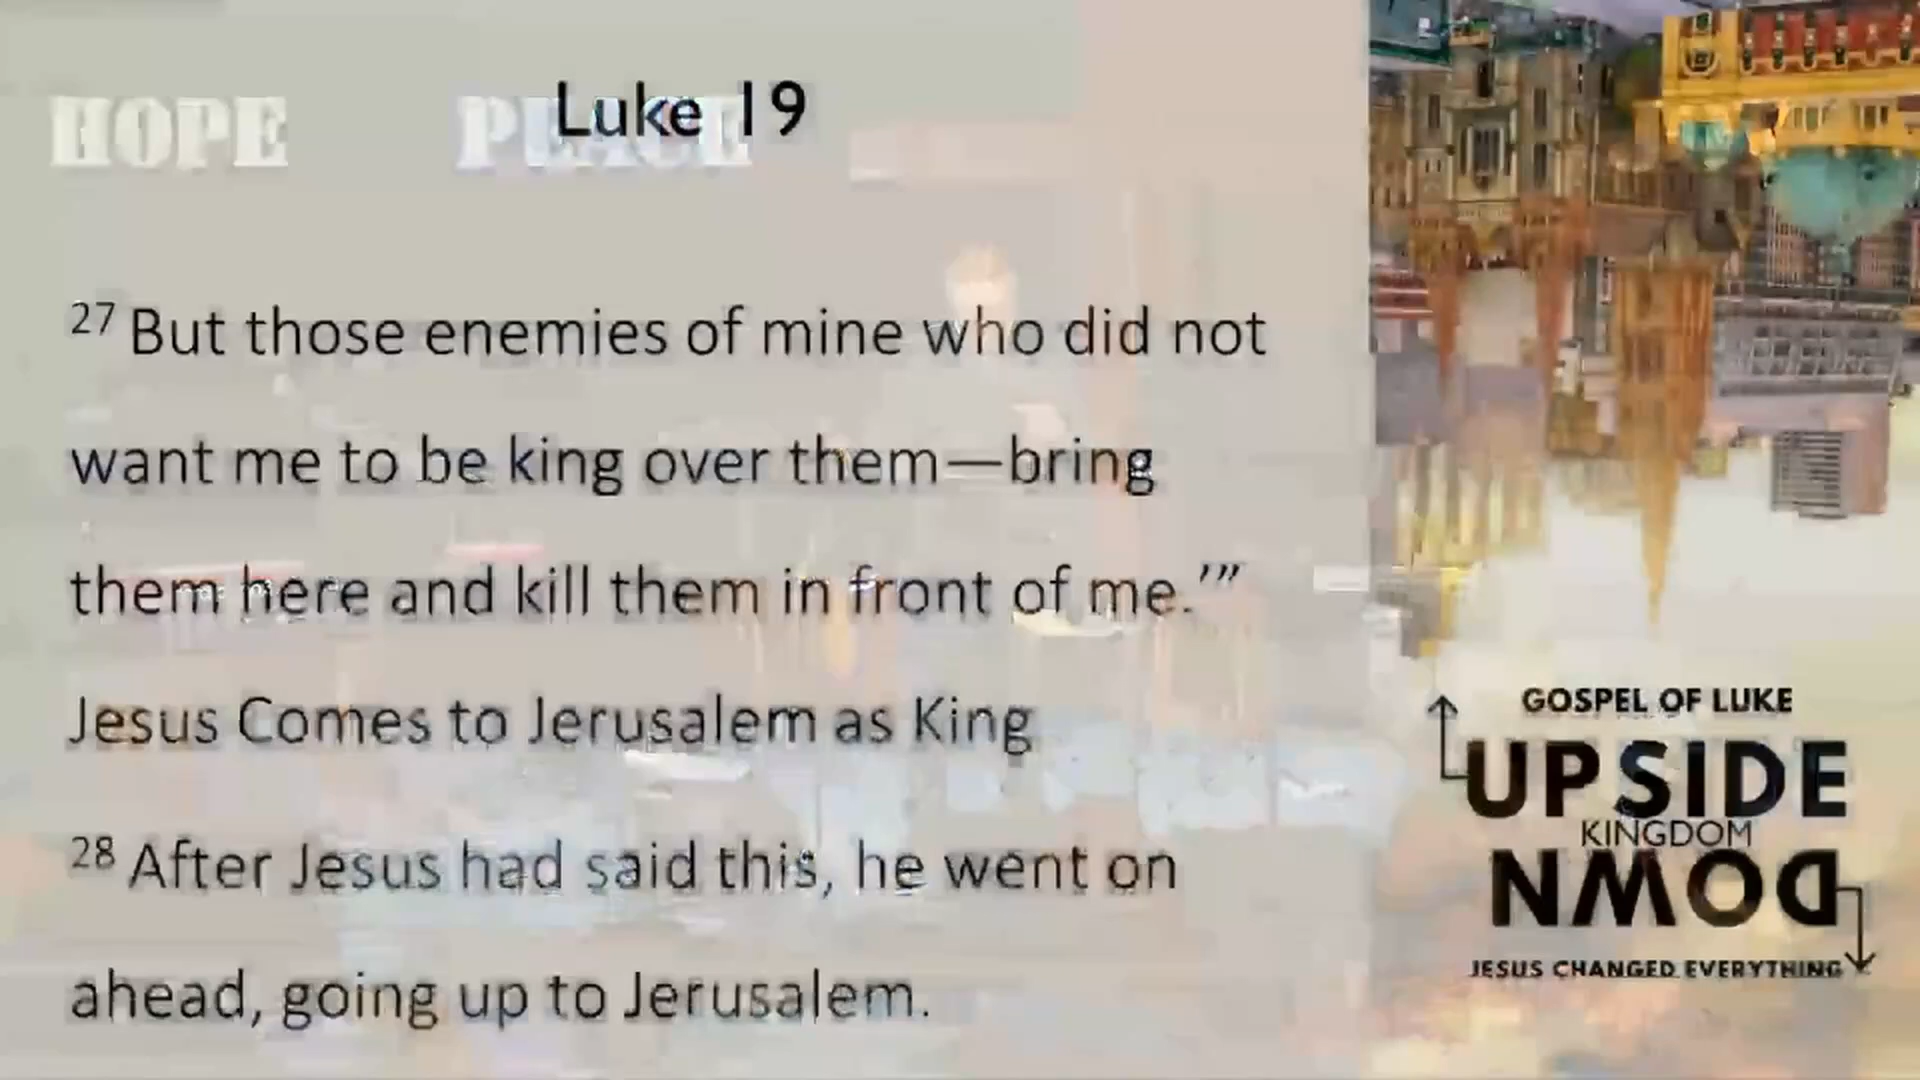 HOPE PEACE
Luke 19
27 But those enemies of mine who did not
want me to be king over them—bring
them here and kill them in front of me.’”
Jesus Comes to Jerusalem as King
28 After Jesus had said this, he went on
ahead, going up to Jerusalem.
GOSPEL OF LUKE
UPSIDE
KINGDOM
DOWN
JESUS CHANGED EVERYTHING